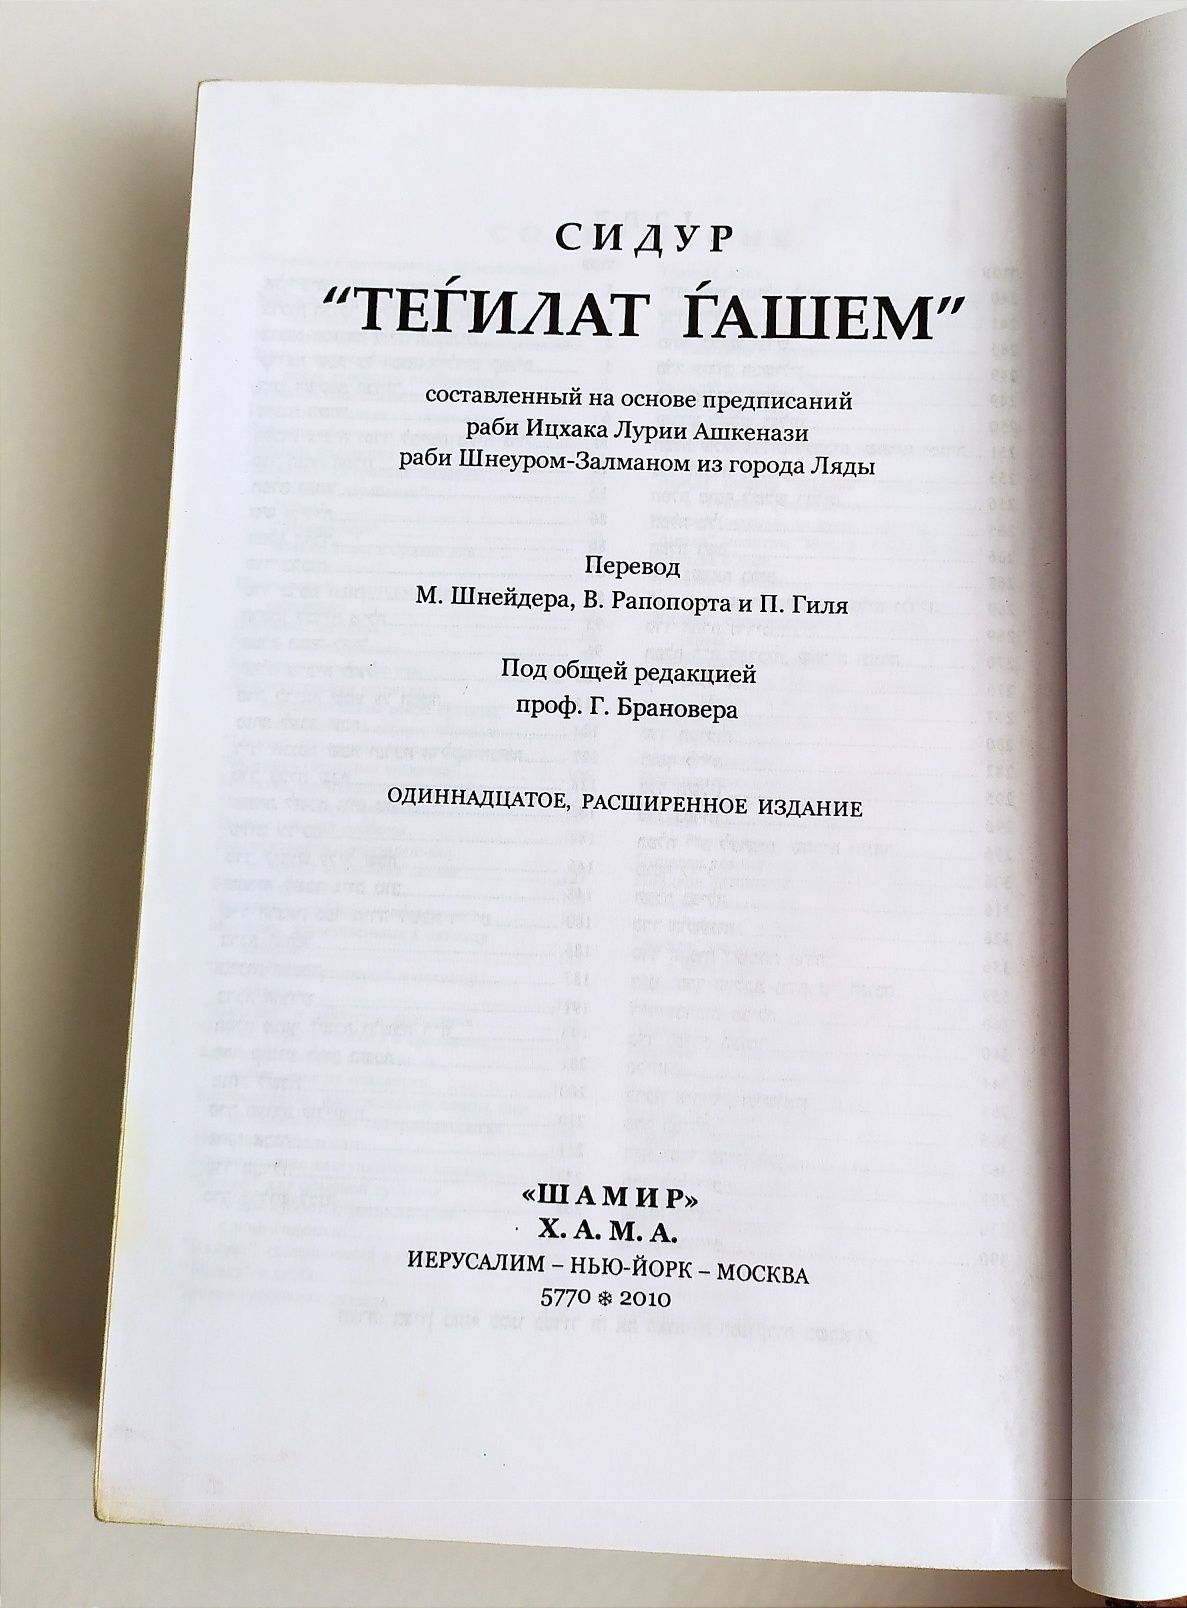 СИДУР
“ТЕЃИЛАТ ЃАШЕМ”
составленный на основе предписаний
раби Ицхака Лурии Ашкенази
раби Шнеуром-Залманом из города Ляды
Перевод
М. Шнейдера, В. Рапопорта и П. Гиля
Под общей редакцией
проф. Г. Брановера
ОДИННАДЦАТОЕ, РАСШИРЕННОЕ ИЗДАНИЕ
«ШАМИР»
Х. А. М. А.
ИЕРУСАЛИМ – НЬЮ-ЙОРК – МОСКВА
5770 ❄ 2010